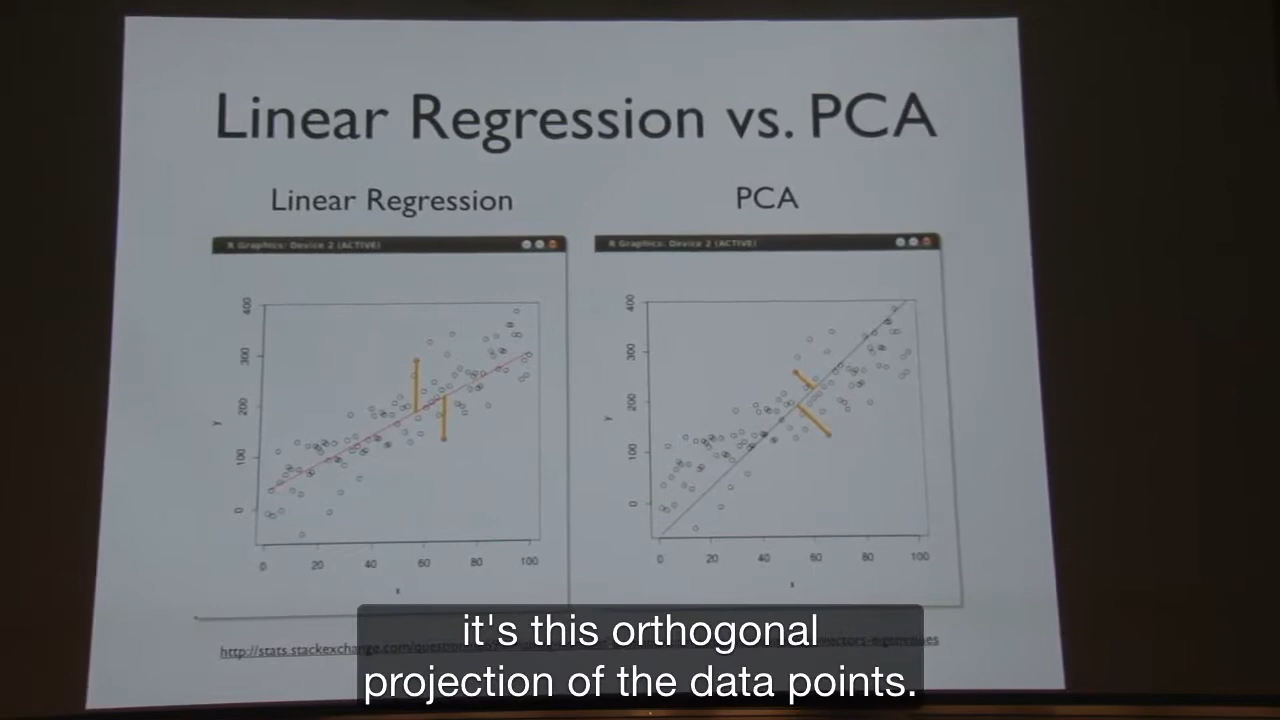 Linear Regression vs. PCA
Linear Regression
PCA
R Graphics: Device 2 (ACTIVE)
R Graphics: Device 2 (ACTIVE)
400
300
200
100
0
y
0 20 40 60 80 100
x
400
300
200
100
0
y
0 20 40 60 80 100
x
http://stats.stackexchange.com/
it's this orthogonal
projection of the data points.